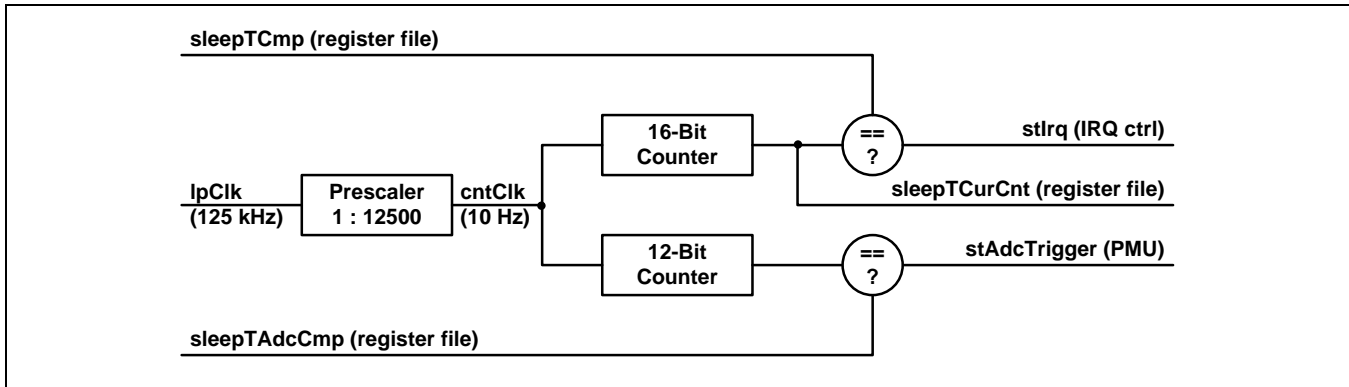 sleepTCmp (register file)
16-Bit
Counter
==
?
stIrq (IRQ ctrl)
lpClk
(125 kHz)
Prescaler
1 : 12500
cntClk
(10 Hz)
sleepTCurCnt (register file)
12-Bit
Counter
==
?
stAdcTrigger (PMU)
sleepTAdcCmp (register file)